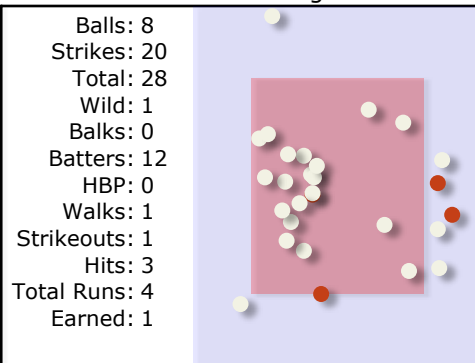 Balls: 8
Strikes: 20
Total: 28
Wild: 1
Balks: 0
Batters: 12
HBP: 0
Walks: 1
Strikeouts: 1
Hits: 3
Total Runs: 4
Earned: 1